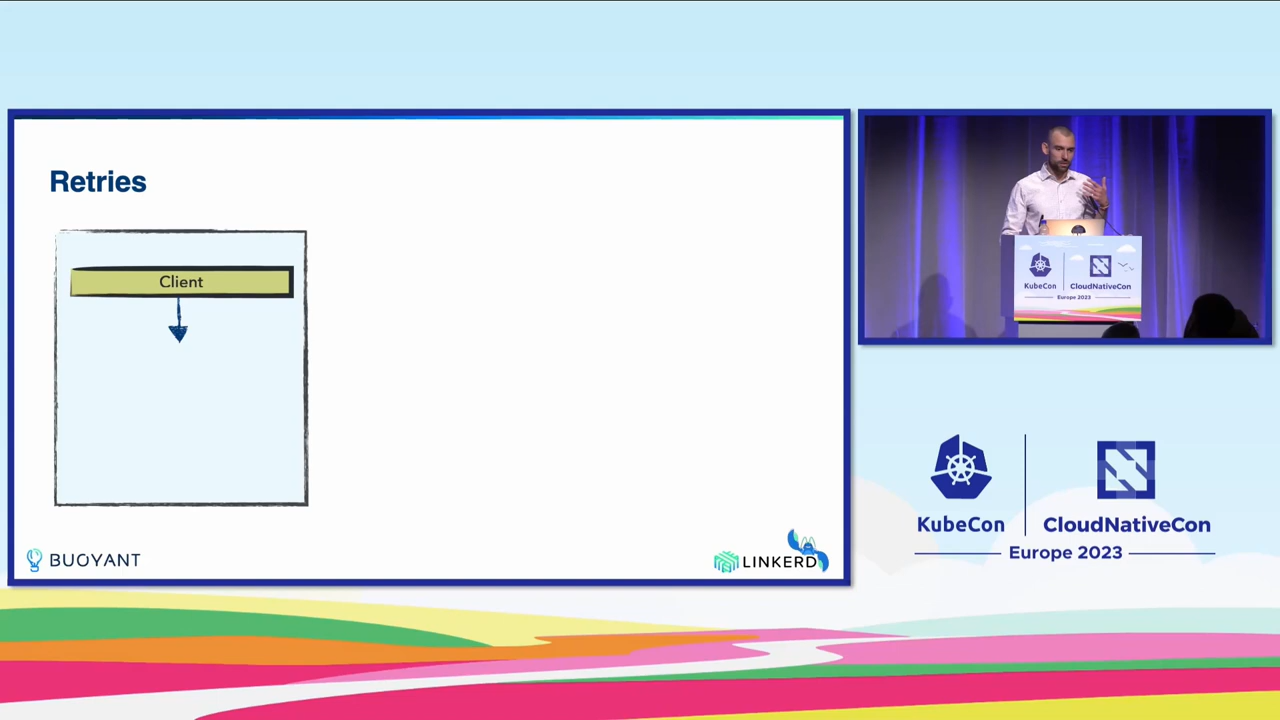 Retries
Client
BUOYANT
LINKERD
KubeCon
CloudNativeCon
Europe 2023
KubeCon
CloudNativeCon
Europe 2023